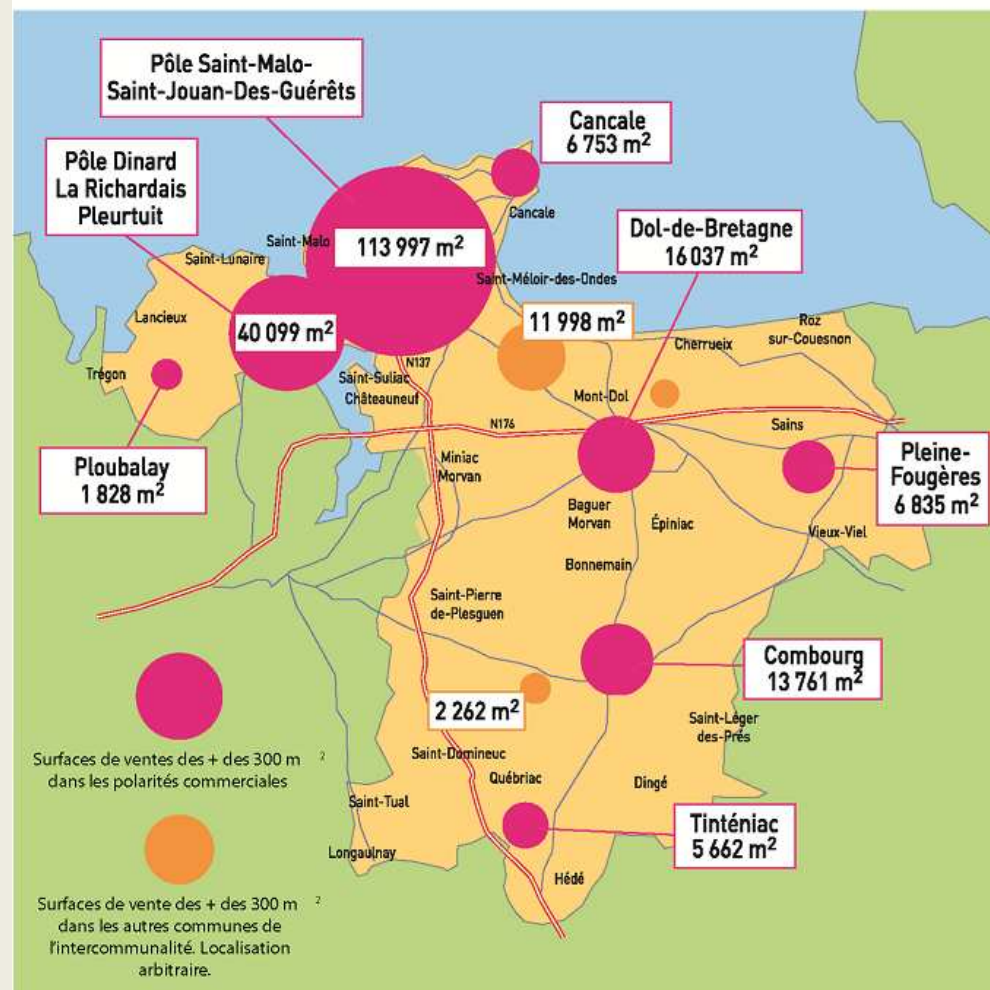 Pôle Saint-Malo-
Saint-Jouan-Des-Guérêts
Cancale
6 753 m²
Pôle Dinard
La Richardais
Pleurtuit
Cancale
Dol-de-Bretagne
16 037 m²
Saint-Malo
113 997 m²
Saint-Lunaire
Saint-Méloir-des-Ondes
Lancieux
40 099 m²
11 998 m²
Roz
sur-Couesnon
Cherrueix
Trégon
N137
Saint-Suliac
Châteauneuf
Mont-Dol
N176
Sains
Ploubalay
1 828 m²
Miniac
Morvan
Pleine-
Fougères
6 835 m²
Baguer
Morvan
Épiniac
Vieux-Viel
Bonnemain
Saint-Pierre
de-Plesguen
Combourg
13 761 m²
2 262 m²
Saint-Léger
des-Prés
Surfaces de ventes des + des 300 m 2
dans les polarités commerciales
Saint-Domineuc
Québriac
Dingé
Saint-Tual
Tinténiac
5 662 m²
Longaulnay
Hédé
Surfaces de vente des + des 300 m 2
dans les autres communes de
l'intercommunalité. Localisation
arbitraire.